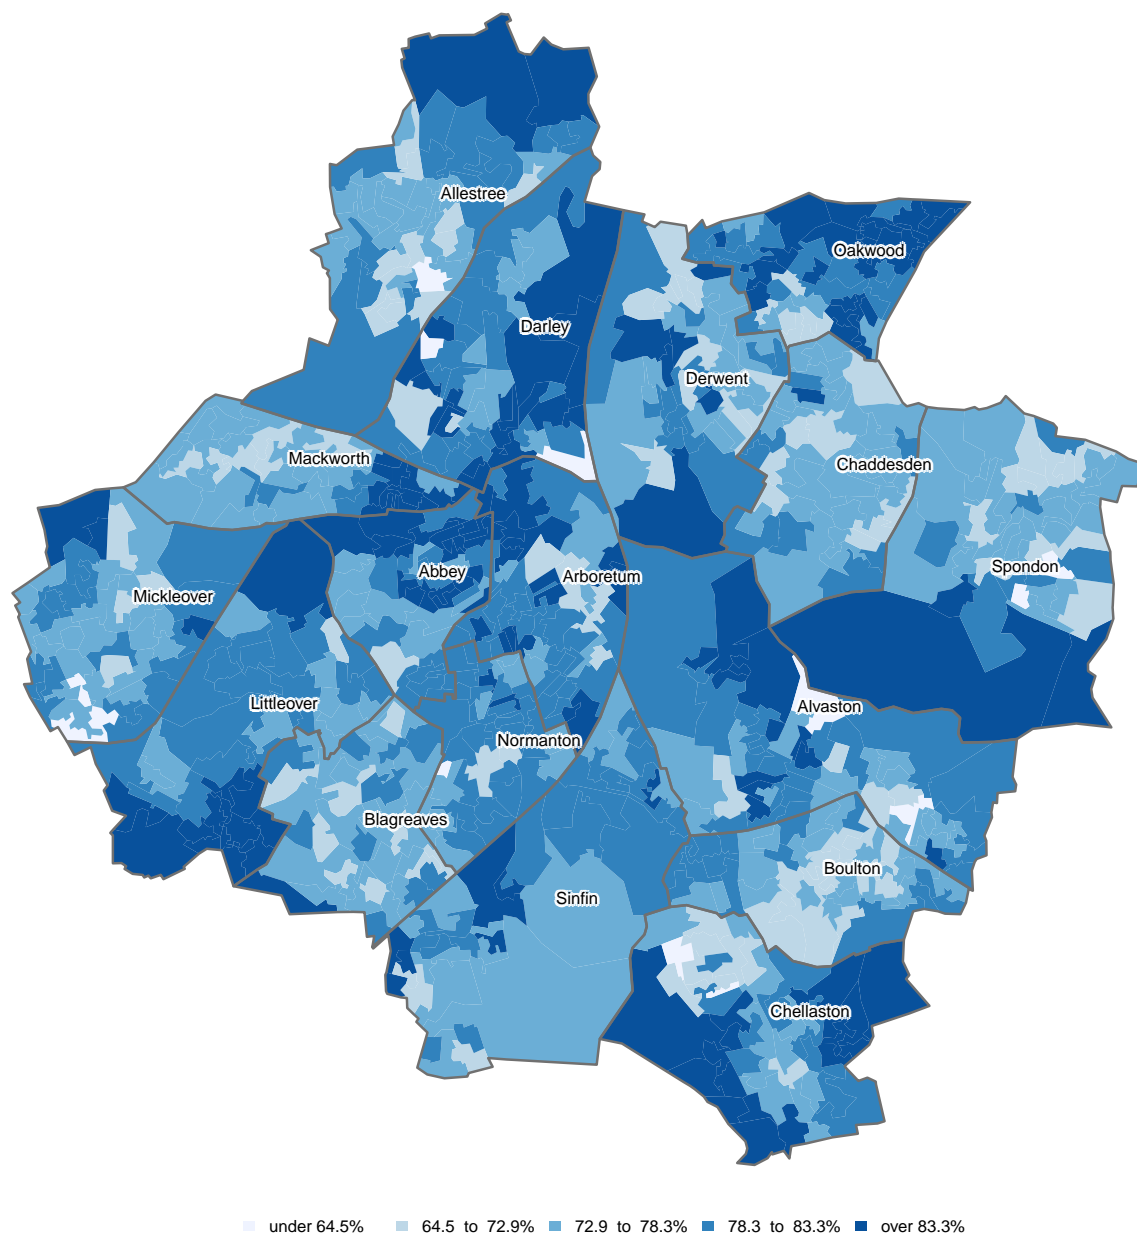 Allestree
Oakwood
Darley
Derwent
Mackworth
Chaddesden
Spondon
Abbey
Arboretum
Mickleover
Littleover
Alvaston
Normanton
Blagreaves
Boulton
Sinfin
Chellaston
under 64.5% 64.5 to 72.9% 72.9 to 78.3% 78.3 to 83.3% over 83.3%